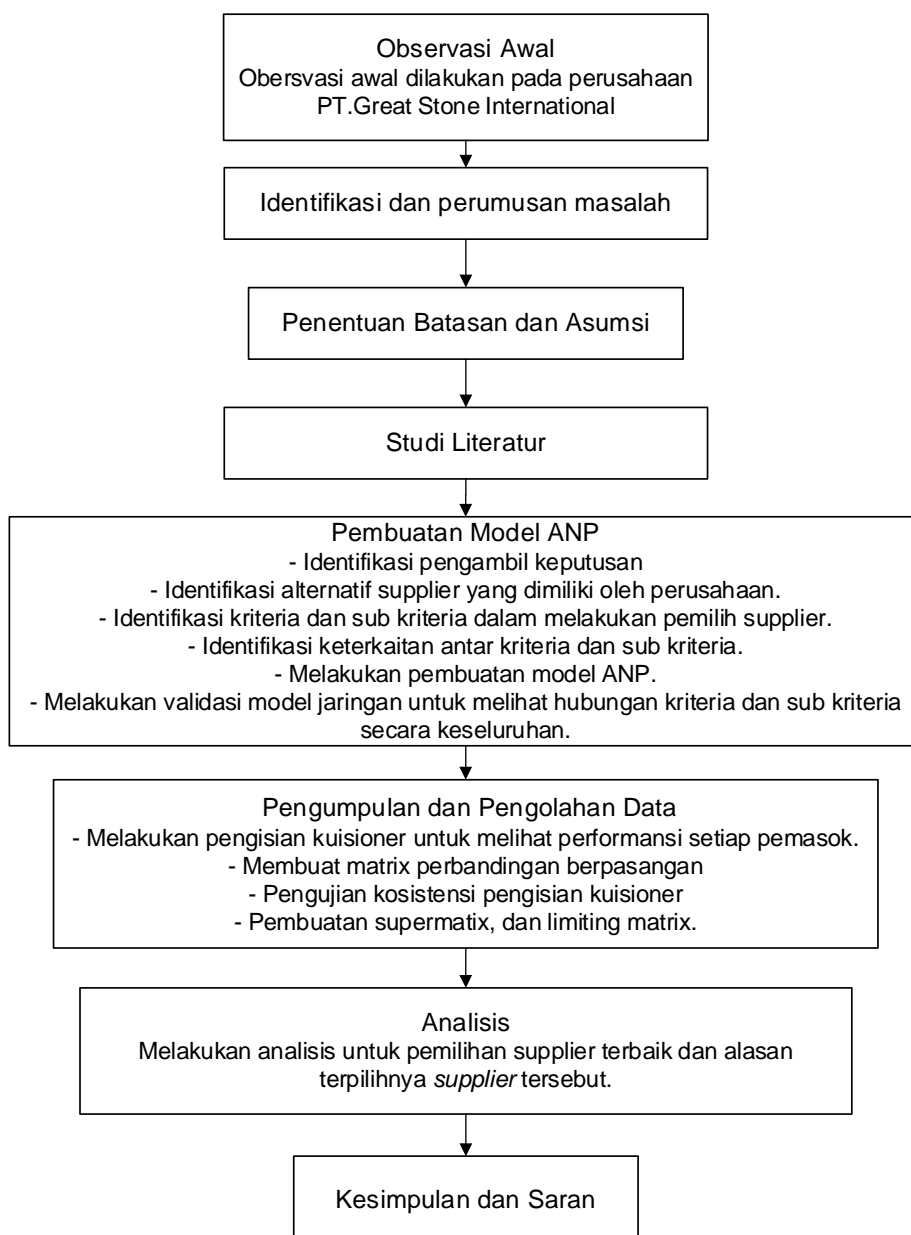 Observasi Awal
Obersvasi awal dilakukan pada perusahaan
PT.Great Stone International
Identifikasi dan perumusan masalah
Penentuan Batasan dan Asumsi
Studi Literatur
Pembuatan Model ANP
- Identifikasi pengambil keputusan
- Identifikasi alternatif supplier yang dimiliki oleh perusahaan.
- Identifikasi kriteria dan sub kriteria dalam melakukan pemilih supplier.
- Identifikasi keterkaitan antar kriteria dan sub kriteria.
- Melakukan pembuatan model ANP.
- Melakukan validasi model jaringan untuk melihat hubungan kriteria dan sub kriteria
secara keseluruhan.
Pengumpulan dan Pengolahan Data
- Melakukan pengisian kuisioner untuk melihat performansi setiap pemasok.
- Membuat matrix perbandingan berpasangan
- Pengujian kosistensi pengisian kuisioner
- Pembuatan supermatix, dan limiting matrix.
Analisis
Melakukan analisis untuk pemilihan supplier terbaik dan alasan
terpilihnya supplier tersebut.
Kesimpulan dan Saran